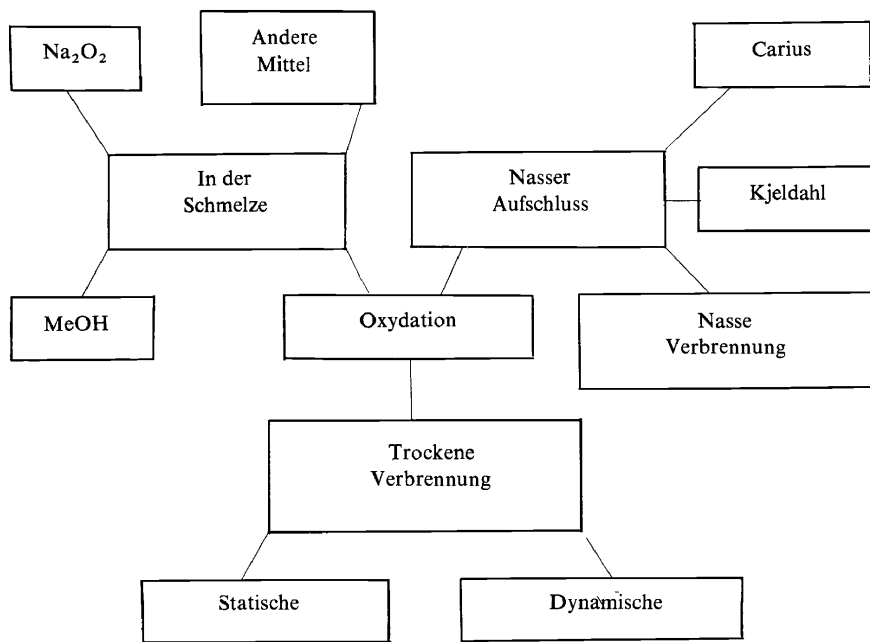 Na₂O₂
Andere
Mittel
Carius
In der
Schmelze
Nasser
Aufschluss
Kjeldahl
MeOH
Oxydation
Nasse
Verbrennung
Trockene
Verbrennung
Statische
Dynamische